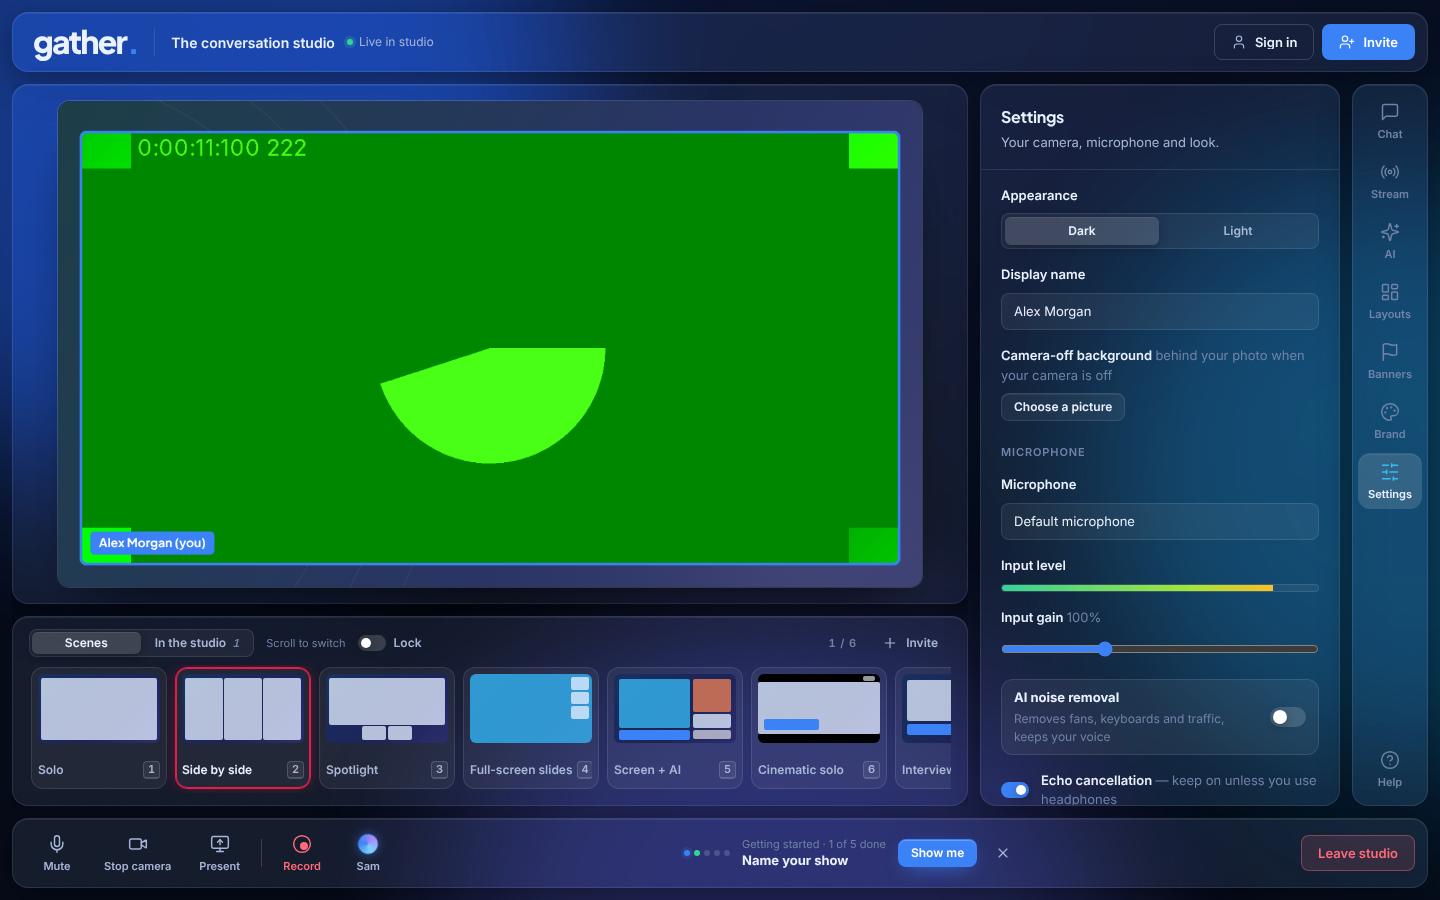 gather.
The conversation studio
Live in studio
Sign in
Invite
0:00:11:100 222
Alex Morgan (you)
Scenes
In the studio 1
Scroll to switch
Lock
1 / 6
Invite
Solo
1
Side by side
2
Spotlight
3
Full-screen slides
4
Screen + AI
5
Cinematic solo
6
Interview
Settings
Your camera, microphone and look.
Appearance
Dark
Light
Display name
Alex Morgan
Camera-off background behind your photo when
your camera is off
Choose a picture
MICROPHONE
Microphone
Default microphone
Input level
Input gain 100%
AI noise removal
Removes fans, keyboards and traffic,
keeps your voice
Echo cancellation — keep on unless you use
headphones
Chat
Stream
AI
Layouts
Banners
Brand
Settings
Help
Mute
Stop camera
Present
Record
Sam
Getting started · 1 of 5 done
Name your show
Show me
Leave studio